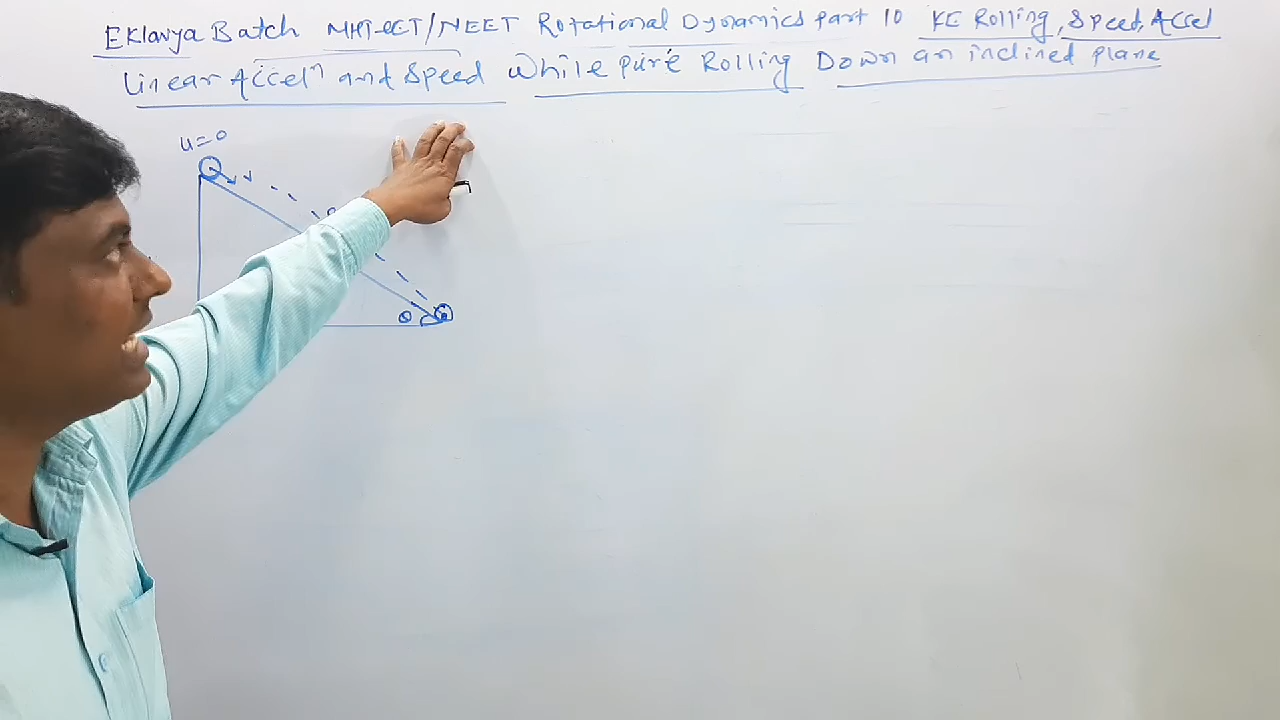 Eklavya Batch MHT-CET/NEET Rotational Dynamics part 10 KE Rolling, Speed, Accel
Linear Accelⁿ and Speed While pure Rolling Down an inclined plane
u=0
θ